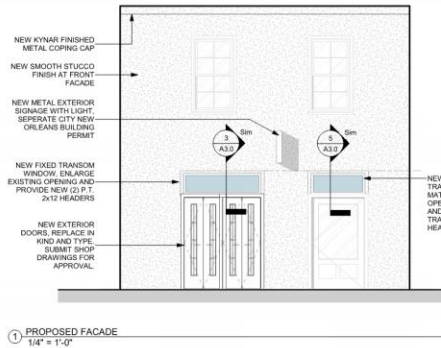 NEW KYNAR FINISHED
METAL COPING CAP
NEW SMOOTH STUCCO
FINISH AT FRONT
FACADE
NEW METAL EXTERIOR
SIGNAGE WITH LIGHT,
SEPERATE CITY NEW
ORLEANS BUILDING
PERMIT
3
A3.0
Sim
5
A3.0
Sim
NEW FIXED TRANSOM
WINDOW, ENLARGE
EXISTING OPENING AND
PROVIDE NEW (2) P.T.
2x12 HEADERS
NEW EXTERIOR
DOORS, REPLACE IN
KIND AND TYPE.
SUBMIT SHOP
DRAWINGS FOR
APPROVAL.
NEW
TRA
MAT
OPE
AND
TRA
HEA
1 PROPOSED FACADE
1/4" = 1'-0"